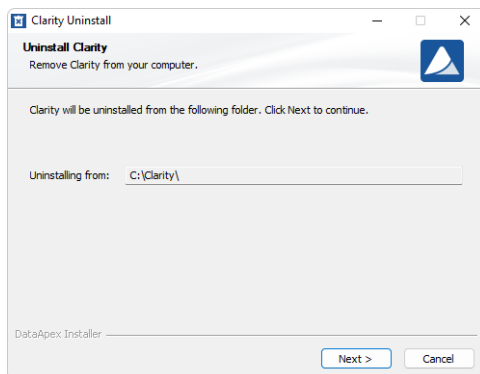 Clarity Uninstall
Uninstall Clarity
Remove Clarity from your computer.
Clarity will be uninstalled from the following folder. Click Next to continue.
Uninstalling from: C:\Clarity\
DataApex Installer
Next > Cancel